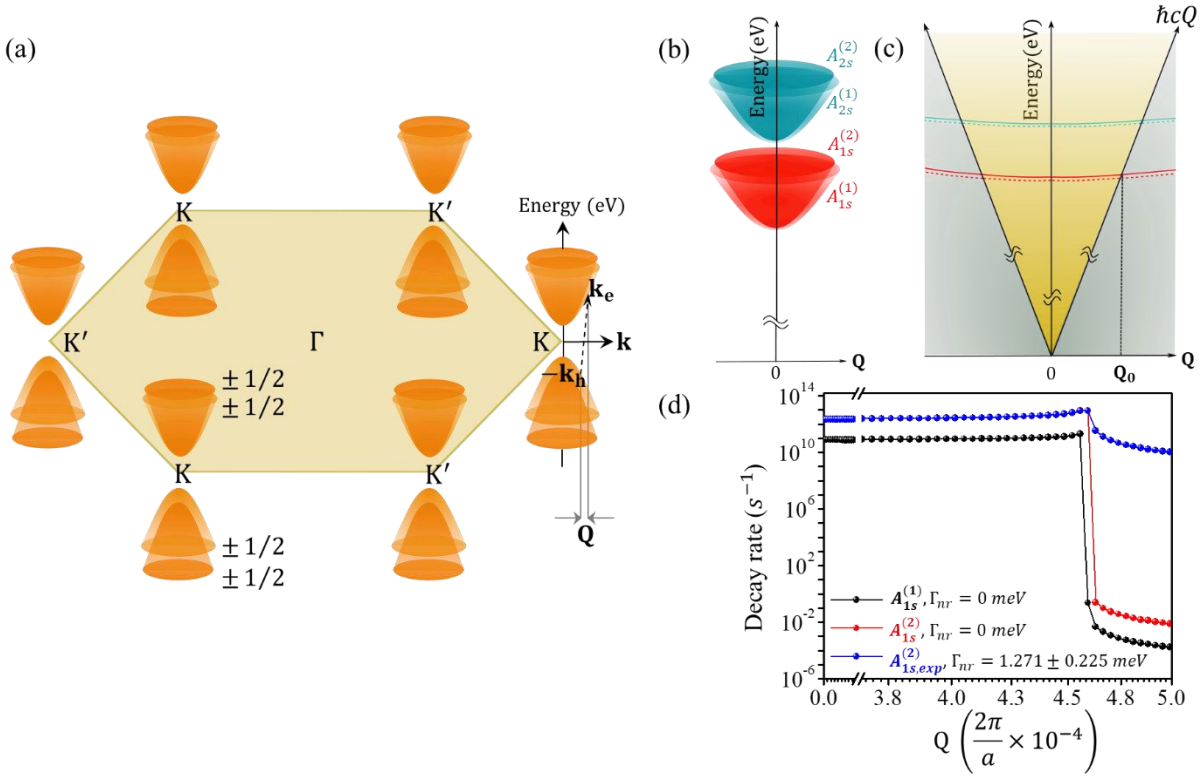 (a)
K
K′
Energy (eV)
k_e
K′
Γ
K
k
−k_h
± 1/2
± 1/2
K
K′
Q
± 1/2
± 1/2
(b)
Energy (eV)
A_{2s}^{(2)}
A_{2s}^{(1)}
A_{1s}^{(2)}
A_{1s}^{(1)}
Q
0
(c)
ℏcQ
Energy (eV)
Q
0
Q_0
(d)
10^{14}
10^{10}
10^{6}
10^{2}
10^{-2}
10^{-6}
Decay rate (s^{-1})
A_{1s}^{(1)}, Γ_{nr} = 0 meV
A_{1s}^{(2)}, Γ_{nr} = 0 meV
A_{1s,exp}^{(2)}, Γ_{nr} = 1.271 ± 0.225 meV
0.0 3.8 4.0 4.3 4.5 4.8 5.0
Q (2π/a × 10^{-4})